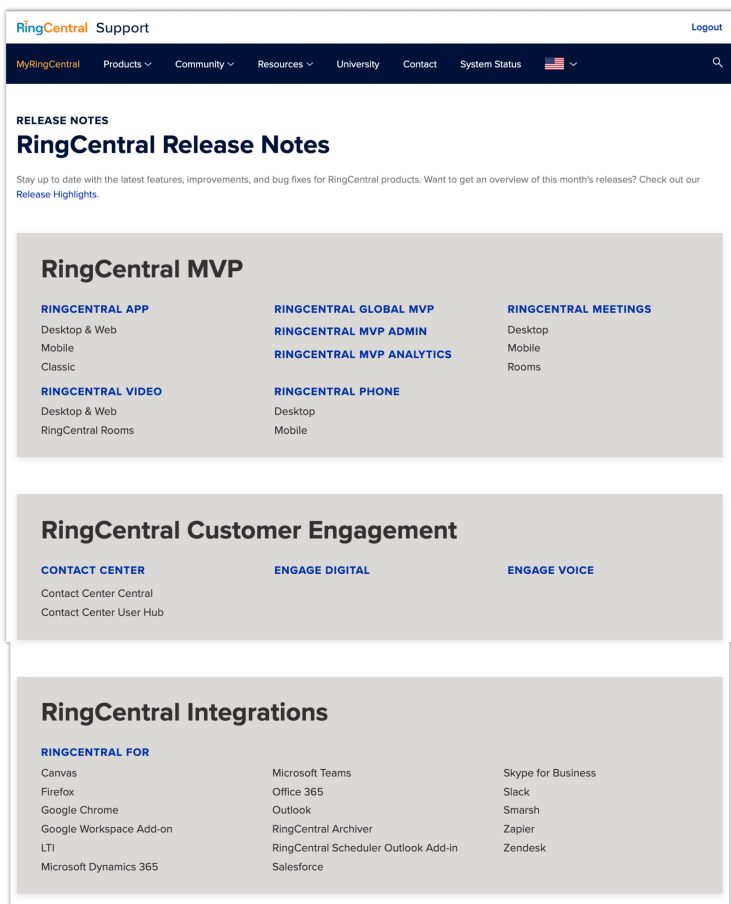 RingCentral Support
Logout
MyRingCentral Products Community Resources University Contact System Status
RELEASE NOTES
RingCentral Release Notes
Stay up to date with the latest features, improvements, and bug fixes for RingCentral products. Want to get an overview of this month's releases? Check out our
Release Highlights.
RingCentral MVP
RINGCENTRAL APP
Desktop & Web
Mobile
Classic
RINGCENTRAL VIDEO
Desktop & Web
RingCentral Rooms
RINGCENTRAL GLOBAL MVP
RINGCENTRAL MVP ADMIN
RINGCENTRAL MVP ANALYTICS
RINGCENTRAL PHONE
Desktop
Mobile
RINGCENTRAL MEETINGS
Desktop
Mobile
Rooms
RingCentral Customer Engagement
CONTACT CENTER
Contact Center Central
Contact Center User Hub
ENGAGE DIGITAL
ENGAGE VOICE
RingCentral Integrations
RINGCENTRAL FOR
Canvas
Firefox
Google Chrome
Google Workspace Add-on
LTI
Microsoft Dynamics 365
Microsoft Teams
Office 365
Outlook
RingCentral Archiver
RingCentral Scheduler Outlook Add-in
Salesforce
Skype for Business
Slack
Smarsh
Zapier
Zendesk